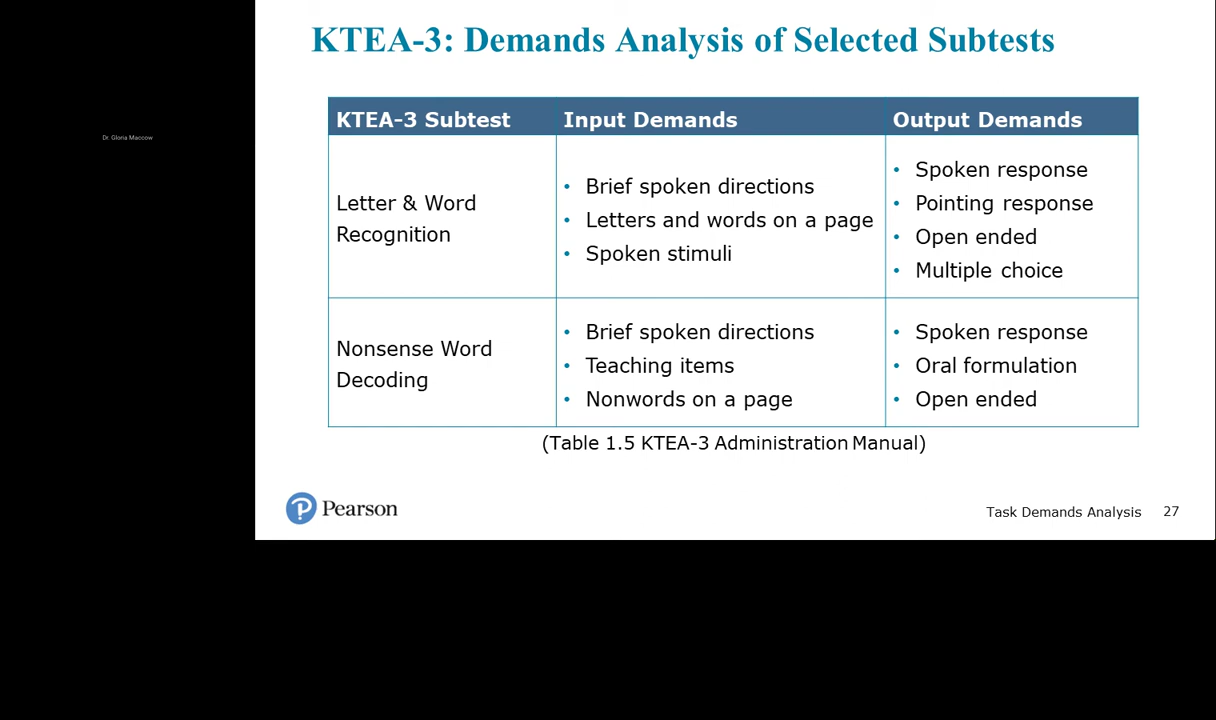 KTEA-3: Demands Analysis of Selected Subtests
Dr. Gloria Maccow
KTEA-3 Subtest Input Demands Output Demands
Letter & Word
Recognition
• Brief spoken directions
• Letters and words on a page
• Spoken stimuli
• Spoken response
• Pointing response
• Open ended
• Multiple choice
Nonsense Word
Decoding
• Brief spoken directions
• Teaching items
• Nonwords on a page
• Spoken response
• Oral formulation
• Open ended
(Table 1.5 KTEA-3 Administration Manual)
Pearson
Task Demands Analysis 27